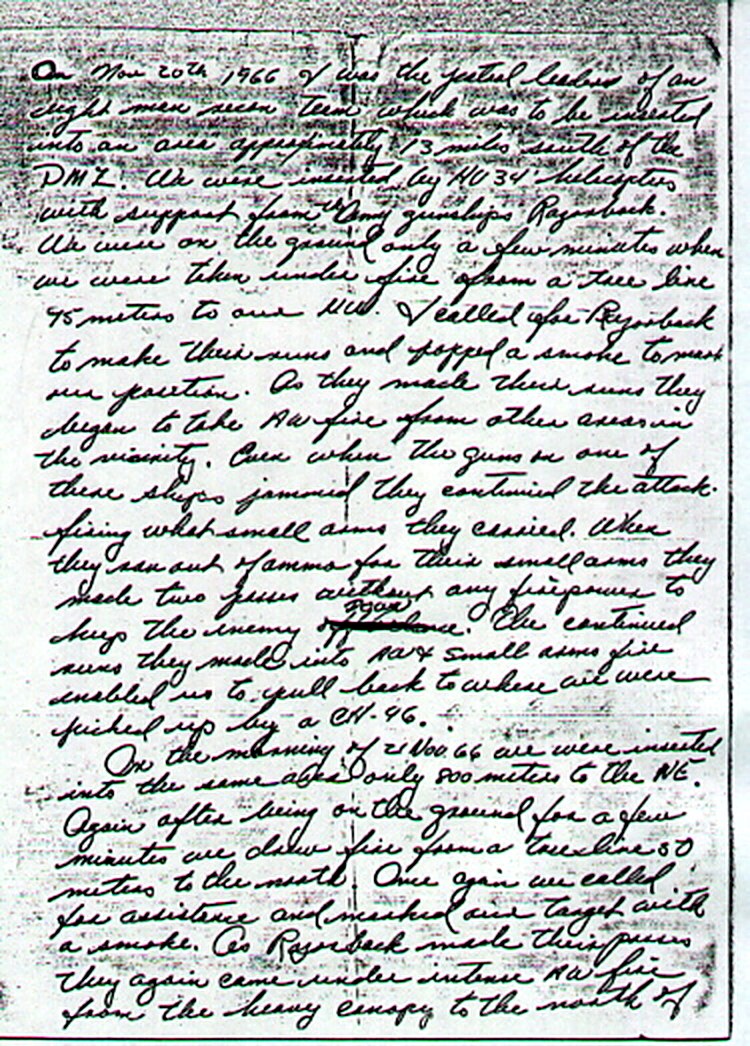 On Nov 20th 1966 I was the patrol leader of an
eight man recon team which was to be inserted
into an area approximately 13 miles south of the
DMZ. We were inserted by HU 34 helicopters
with support from Army gunships Razorback.
We were on the ground only a few minutes when
we were taken under fire from a tree line
45 meters to our NW. I called for Razorback
to make their runs and popped a smoke to mark
our position. As they made their runs they
began to take AW fire from other areas in
the vicinity. Even when the guns on one of
these ships jammed they continued the attack
firing what small arms they carried. When
they ran out of ammo for their small arms they
made two passes without any firepower to
keep the enemy down. The continued
runs they made into AW & small arms fire
enabled us to pull back to where we were
picked up by a CH-46.
On the morning of 21 Nov 66 we were inserted
into the same area only 800 meters to the NE.
Again after being on the ground for a few
minutes we drew fire from a treeline 50
meters to the north. Once again we called
for assistance and marked our target with
a smoke. As Razorback made their passes
they again came under intense AW fire
from the heavy canopy to the north of